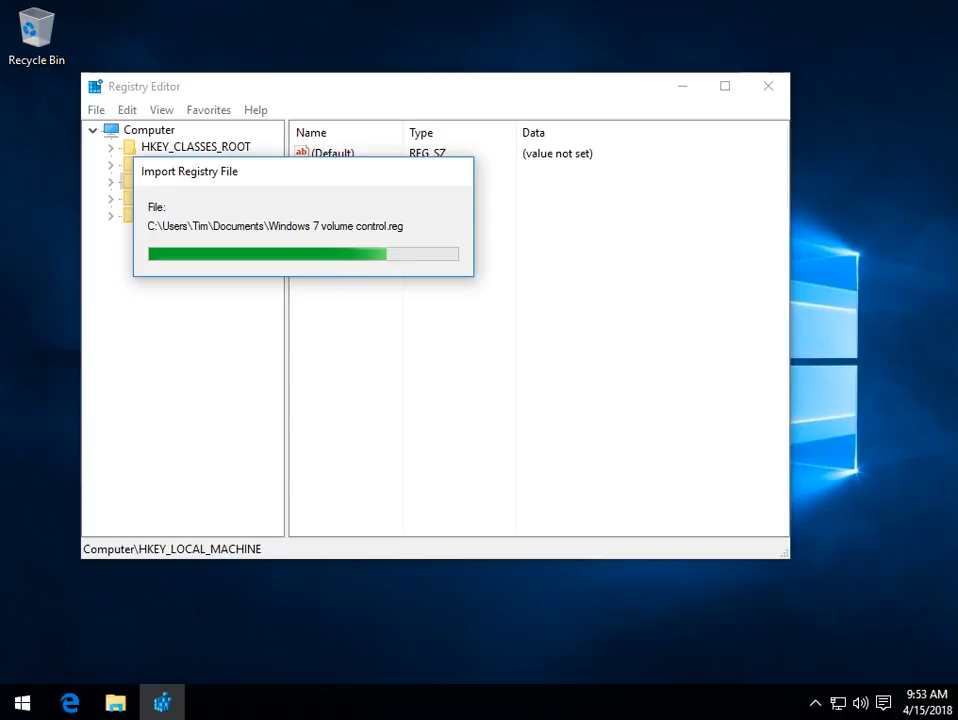 Recycle Bin
Registry Editor
File Edit View Favorites Help
Computer
HKEY_CLASSES_ROOT
Name Type Data
ab (Default) REG_SZ (value not set)
Import Registry File
File:
C:\Users\Tim\Documents\Windows 7 volume control.reg
Computer\HKEY_LOCAL_MACHINE
9:53 AM
4/15/2018